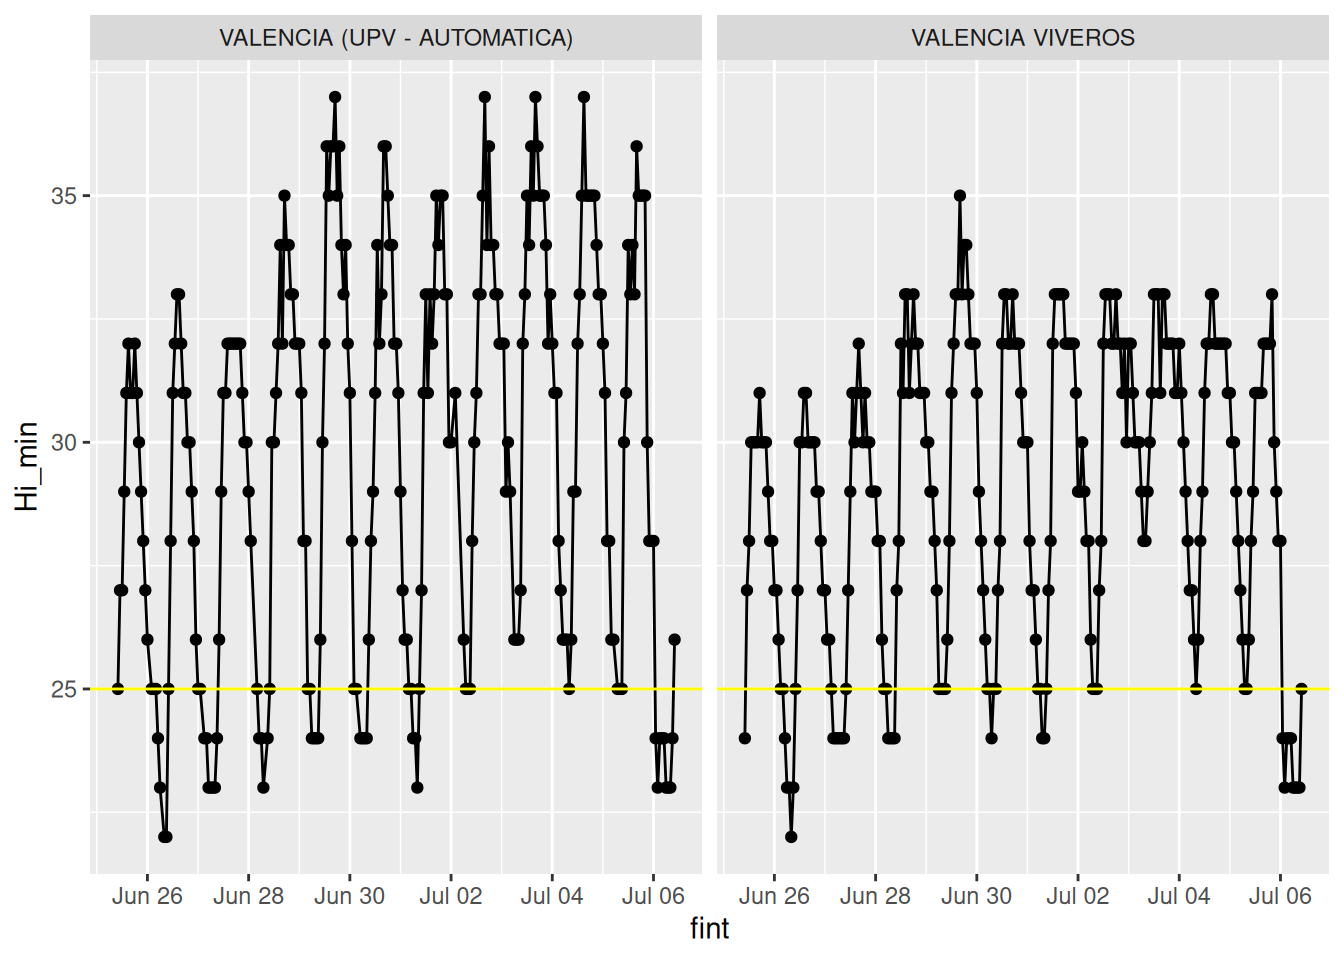 VALENCIA (UPV - AUTOMATICA)
VALENCIA VIVEROS
Hi_min
35
30
25
Jun 26 Jun 28 Jun 30 Jul 02 Jul 04 Jul 06
Jun 26 Jun 28 Jun 30 Jul 02 Jul 04 Jul 06
fint